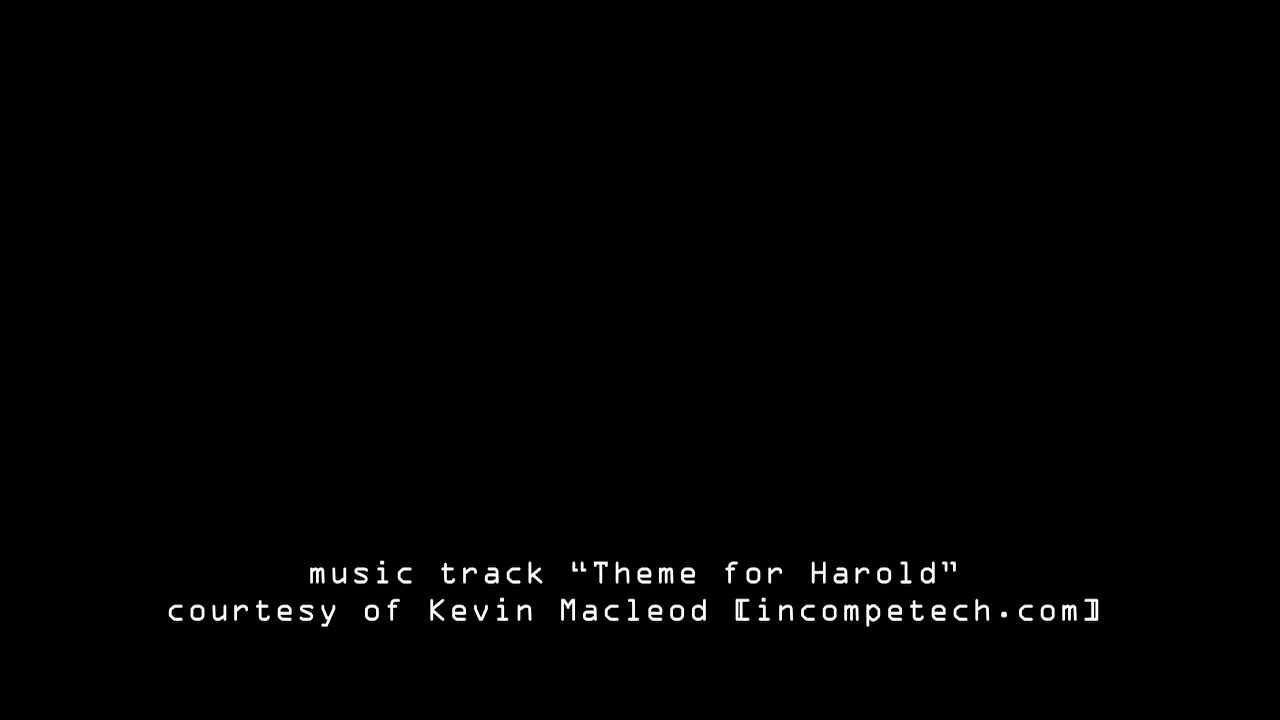 music track “Theme for Harold”
courtesy of Kevin Macleod [incompetech.com]